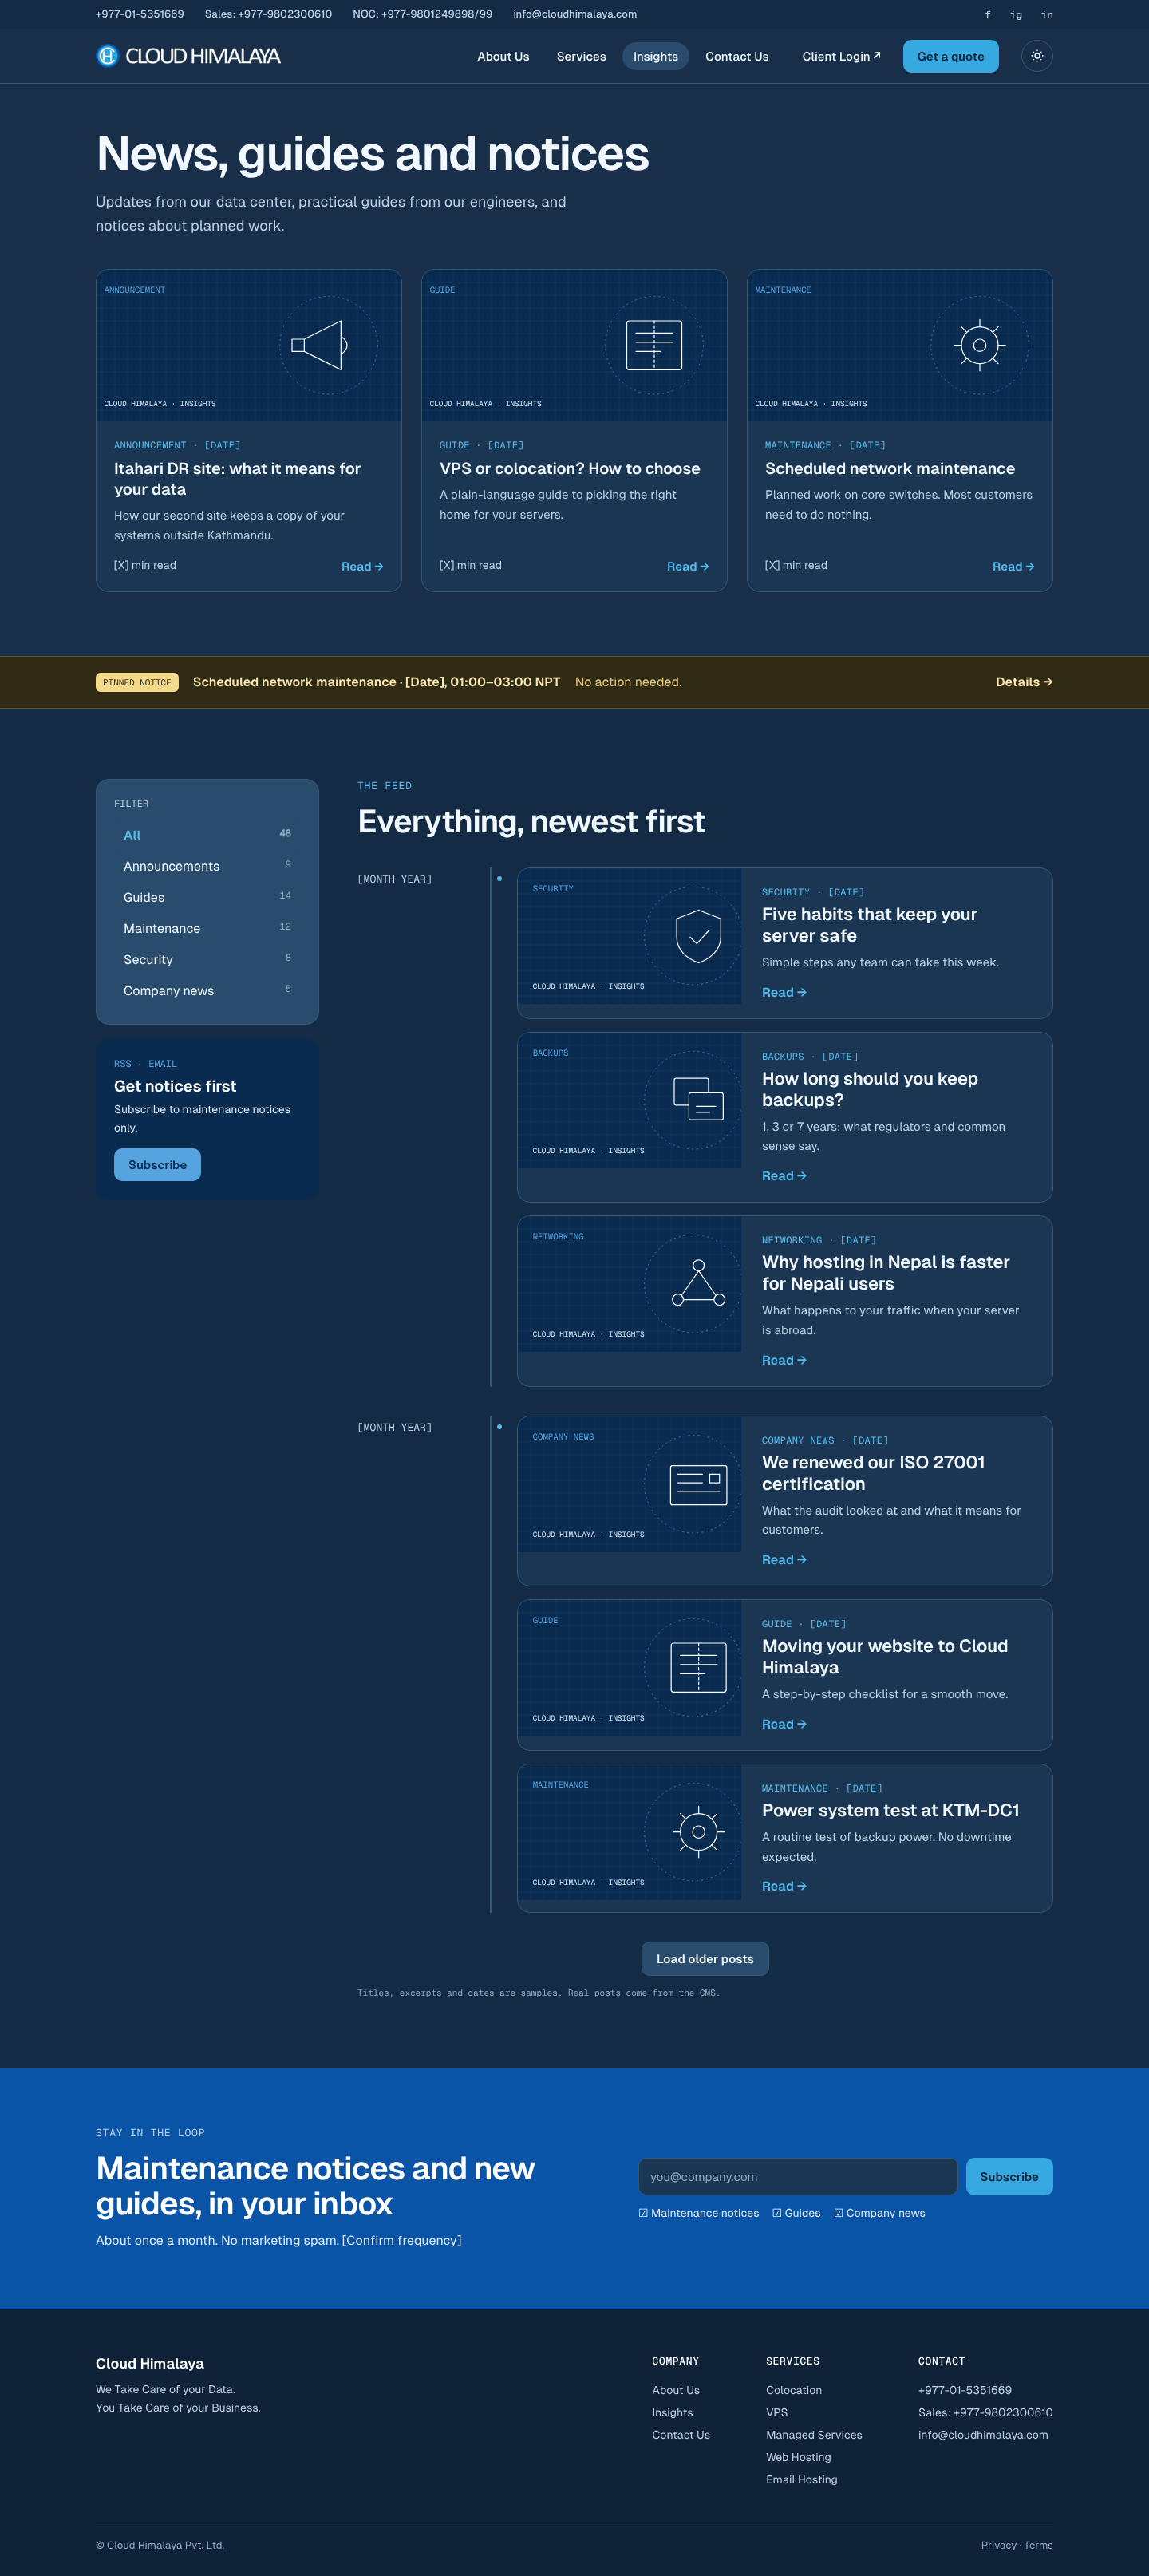 +977-01-5351669 Sales: +977-9802300610 NOC: +977-9801249898/99 info@cloudhimalaya.com f ig in
CLOUD HIMALAYA About Us Services Insights Contact Us Client Login ↗ Get a quote
News, guides and notices
Updates from our data center, practical guides from our engineers, and
notices about planned work.
ANNOUNCEMENT
CLOUD HIMALAYA · INSIGHTS
ANNOUNCEMENT · [DATE]
Itahari DR site: what it means for
your data
How our second site keeps a copy of your
systems outside Kathmandu.
[X] min read Read →
GUIDE
CLOUD HIMALAYA · INSIGHTS
GUIDE · [DATE]
VPS or colocation? How to choose
A plain-language guide to picking the right
home for your servers.
[X] min read Read →
MAINTENANCE
CLOUD HIMALAYA · INSIGHTS
MAINTENANCE · [DATE]
Scheduled network maintenance
Planned work on core switches. Most customers
need to do nothing.
[X] min read Read →
PINNED NOTICE Scheduled network maintenance · [Date], 01:00–03:00 NPT No action needed. Details →
FILTER
All 48
Announcements 9
Guides 14
Maintenance 12
Security 8
Company news 5
RSS · EMAIL
Get notices first
Subscribe to maintenance notices
only.
Subscribe
THE FEED
Everything, newest first
[MONTH YEAR]
SECURITY
CLOUD HIMALAYA · INSIGHTS
SECURITY · [DATE]
Five habits that keep your
server safe
Simple steps any team can take this week.
Read →
BACKUPS
CLOUD HIMALAYA · INSIGHTS
BACKUPS · [DATE]
How long should you keep
backups?
1, 3 or 7 years: what regulators and common
sense say.
Read →
NETWORKING
CLOUD HIMALAYA · INSIGHTS
NETWORKING · [DATE]
Why hosting in Nepal is faster
for Nepali users
What happens to your traffic when your server
is abroad.
Read →
[MONTH YEAR]
COMPANY NEWS
CLOUD HIMALAYA · INSIGHTS
COMPANY NEWS · [DATE]
We renewed our ISO 27001
certification
What the audit looked at and what it means for
customers.
Read →
GUIDE
CLOUD HIMALAYA · INSIGHTS
GUIDE · [DATE]
Moving your website to Cloud
Himalaya
A step-by-step checklist for a smooth move.
Read →
MAINTENANCE
CLOUD HIMALAYA · INSIGHTS
MAINTENANCE · [DATE]
Power system test at KTM-DC1
A routine test of backup power. No downtime
expected.
Read →
Load older posts
Titles, excerpts and dates are samples. Real posts come from the CMS.
STAY IN THE LOOP
Maintenance notices and new
guides, in your inbox
About once a month. No marketing spam. [Confirm frequency]
you@company.com Subscribe
☑ Maintenance notices ☑ Guides ☑ Company news
Cloud Himalaya
We Take Care of your Data.
You Take Care of your Business.
COMPANY
About Us
Insights
Contact Us
SERVICES
Colocation
VPS
Managed Services
Web Hosting
Email Hosting
CONTACT
+977-01-5351669
Sales: +977-9802300610
info@cloudhimalaya.com
© Cloud Himalaya Pvt. Ltd. Privacy · Terms